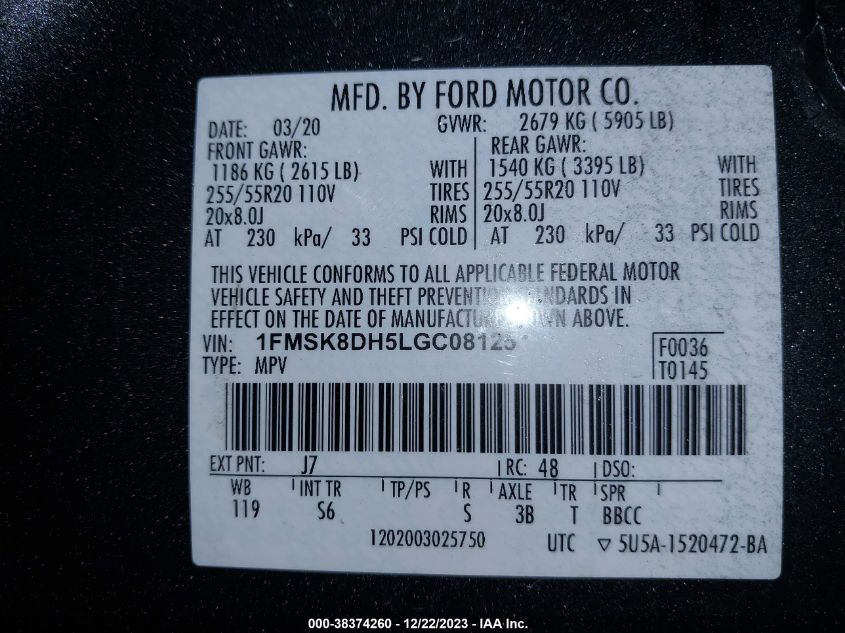 MFD. BY FORD MOTOR CO.
DATE: 03/20 GVWR: 2679 KG ( 5905 LB)
FRONT GAWR: REAR GAWR:
1186 KG ( 2615 LB) WITH 1540 KG ( 3395 LB) WITH
255/55R20 110V TIRES 255/55R20 110V TIRES
20x8.0J RIMS 20x8.0J RIMS
AT 230 kPa/ 33 PSI COLD AT 230 kPa/ 33 PSI COLD
THIS VEHICLE CONFORMS TO ALL APPLICABLE FEDERAL MOTOR
VEHICLE SAFETY AND THEFT PREVENTION STANDARDS IN
EFFECT ON THE DATE OF MANUFACTURE SHOWN ABOVE.
VIN: F0036
TYPE: MPV T0145
EXT PNT: J7 RC: 48 DSO:
WB INT TR TP/PS R AXLE TR SPR
119 S6 S 3B T BBCC
1202003025750 UTC ▽ 5U5A-1520472-BA
000-38374260 - 12/22/2023 - IAA Inc.